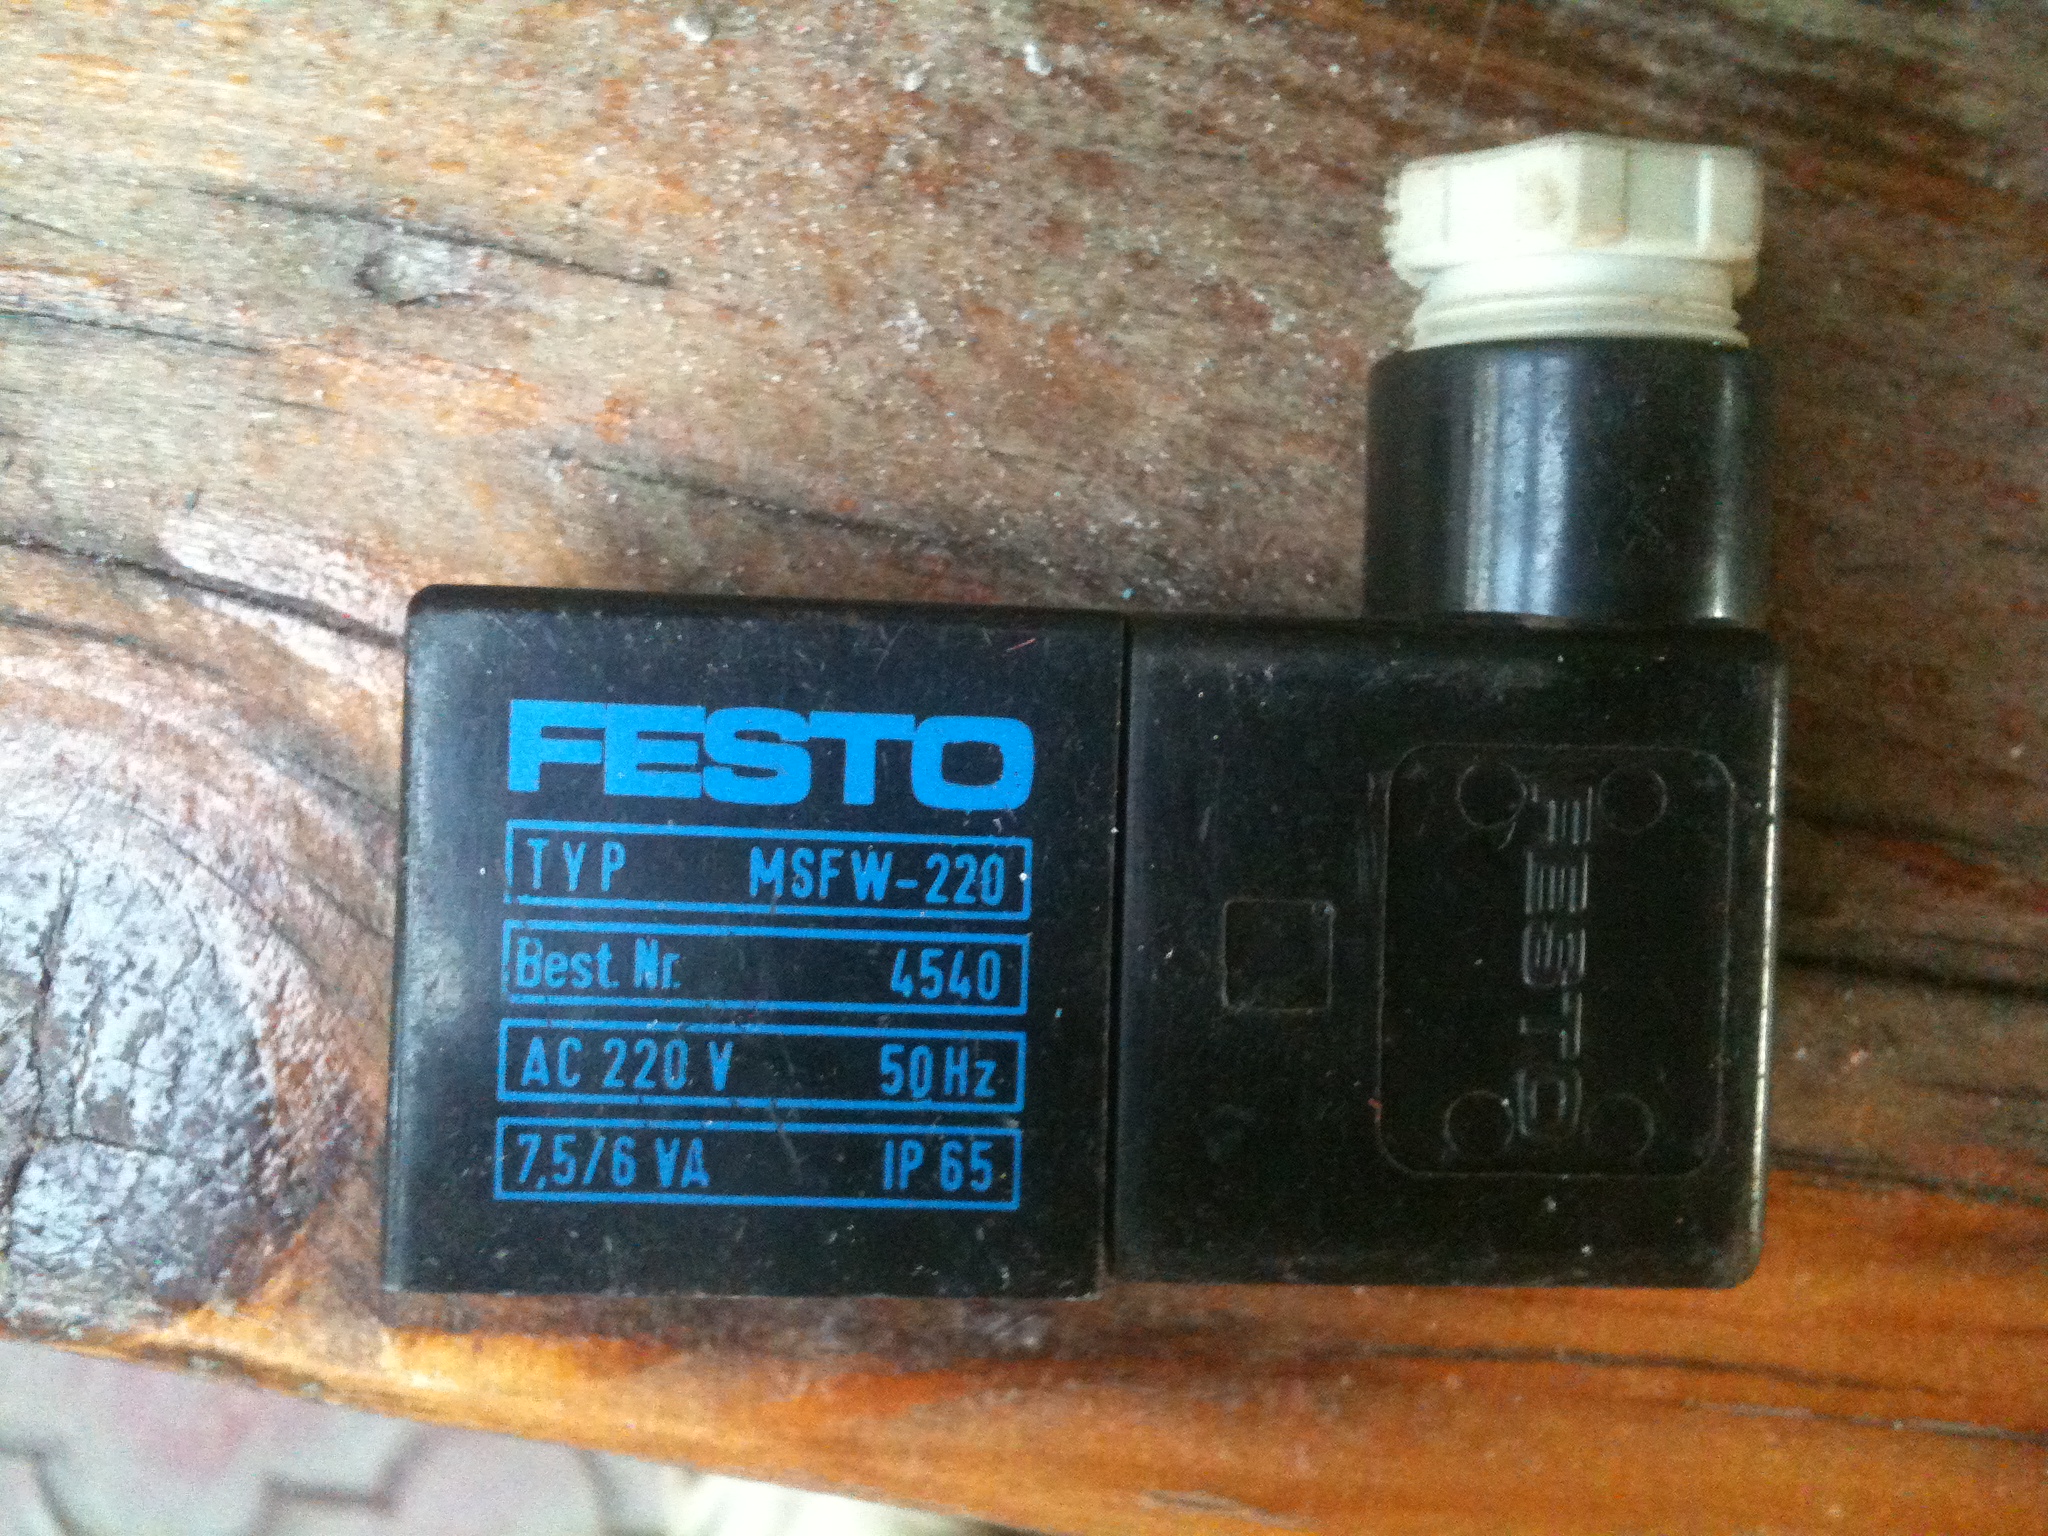 FESTO
TYP MSFW-220
Best. Nr. 4540
AC 220 V 50 Hz
7,5/6 VA IP 65
FESTO